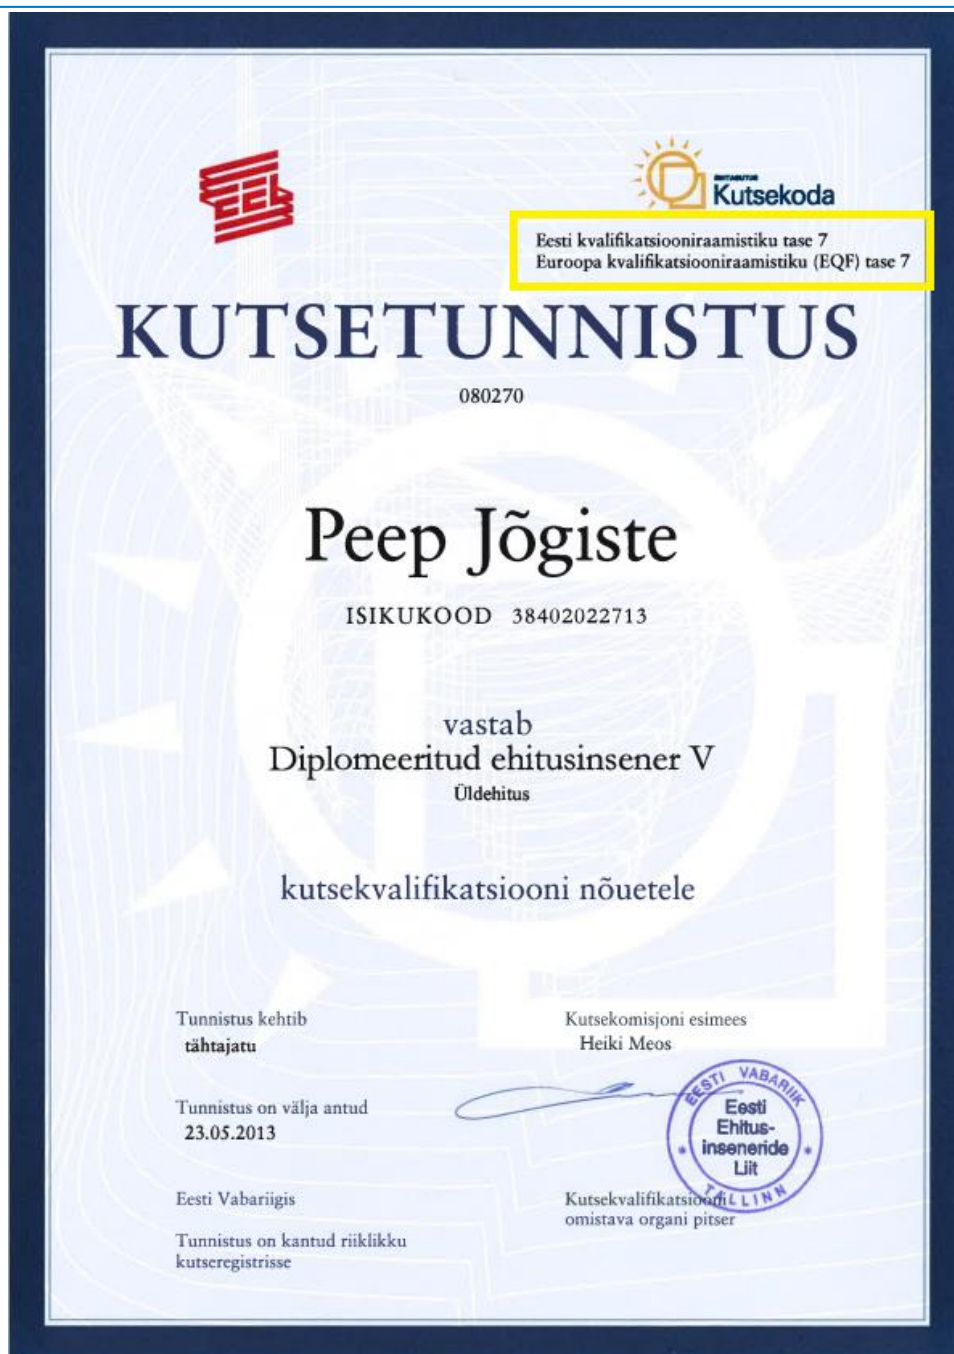 EEL
SIHTASUTUS
Kutsekoda
Eesti kvalifikatsiooniraamistiku tase 7
Euroopa kvalifikatsiooniraamistiku (EQF) tase 7
KUTSETUNNISTUS
080270
Peep Jõgiste
ISIKUKOOD 38402022713
vastab
Diplomeeritud ehitusinsener V
Üldehitus
kutsekvalifikatsiooni nõuetele
Tunnistus kehtib
tähtajatu
Kutsekomisjoni esimees
Heiki Meos
Tunnistus on välja antud
23.05.2013
EESTI VABARIIK
Eesti
Ehitus-
inseneride
Liit
TALLINN
Eesti Vabariigis
Tunnistus on kantud riiklikku
kutseregistrisse
Kutsekvalifikatsiooni
omistava organi pitser